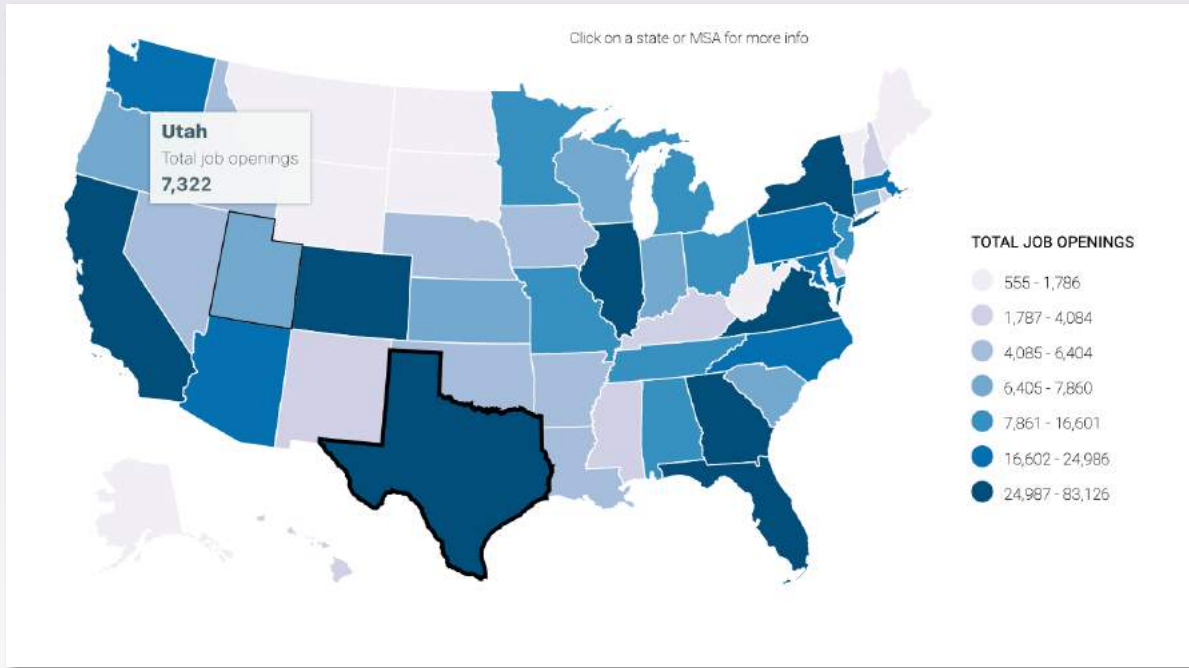 Click on a state or MSA for more info
Utah
Total job openings
7,322
TOTAL JOB OPENINGS
555 - 1,786
1,787 - 4,084
4,085 - 6,404
6,405 - 7,860
7,861 - 16,601
16,602 - 24,986
24,987 - 83,126